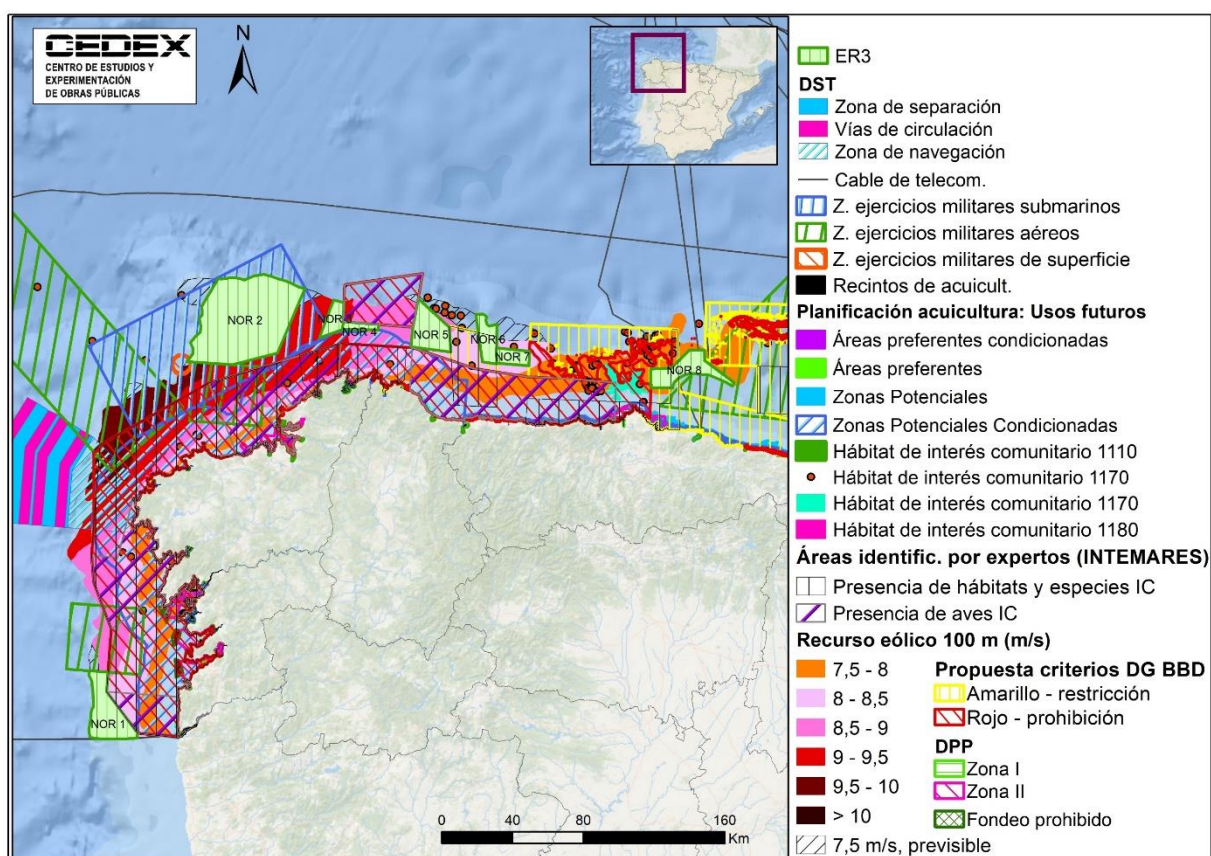 CEDEX
CENTRO DE ESTUDIOS Y
EXPERIMENTACIÓN
DE OBRAS PÚBLICAS
N
NOR 2
NOR
NOR 4
NOR 5
NOR 6
NOR 7
NOR 8
NOR 1
0 40 80 160
Km
ER3
DST
Zona de separación
Vías de circulación
Zona de navegación
Cable de telecom.
Z. ejercicios militares submarinos
Z. ejercicios militares aéreos
Z. ejercicios militares de superficie
Recintos de acuicult.
Planificación acuicultura: Usos futuros
Áreas preferentes condicionadas
Áreas preferentes
Zonas Potenciales
Zonas Potenciales Condicionadas
Hábitat de interés comunitario 1110
Hábitat de interés comunitario 1170
Hábitat de interés comunitario 1170
Hábitat de interés comunitario 1180
Áreas identific. por expertos (INTEMARES)
Presencia de hábitats y especies IC
Presencia de aves IC
Recurso eólico 100 m (m/s)
7,5 - 8
8 - 8,5
8,5 - 9
9 - 9,5
9,5 - 10
> 10
7,5 m/s, previsible
Propuesta criterios DG BBD
Amarillo - restricción
Rojo - prohibición
DPP
Zona I
Zona II
Fondeo prohibido